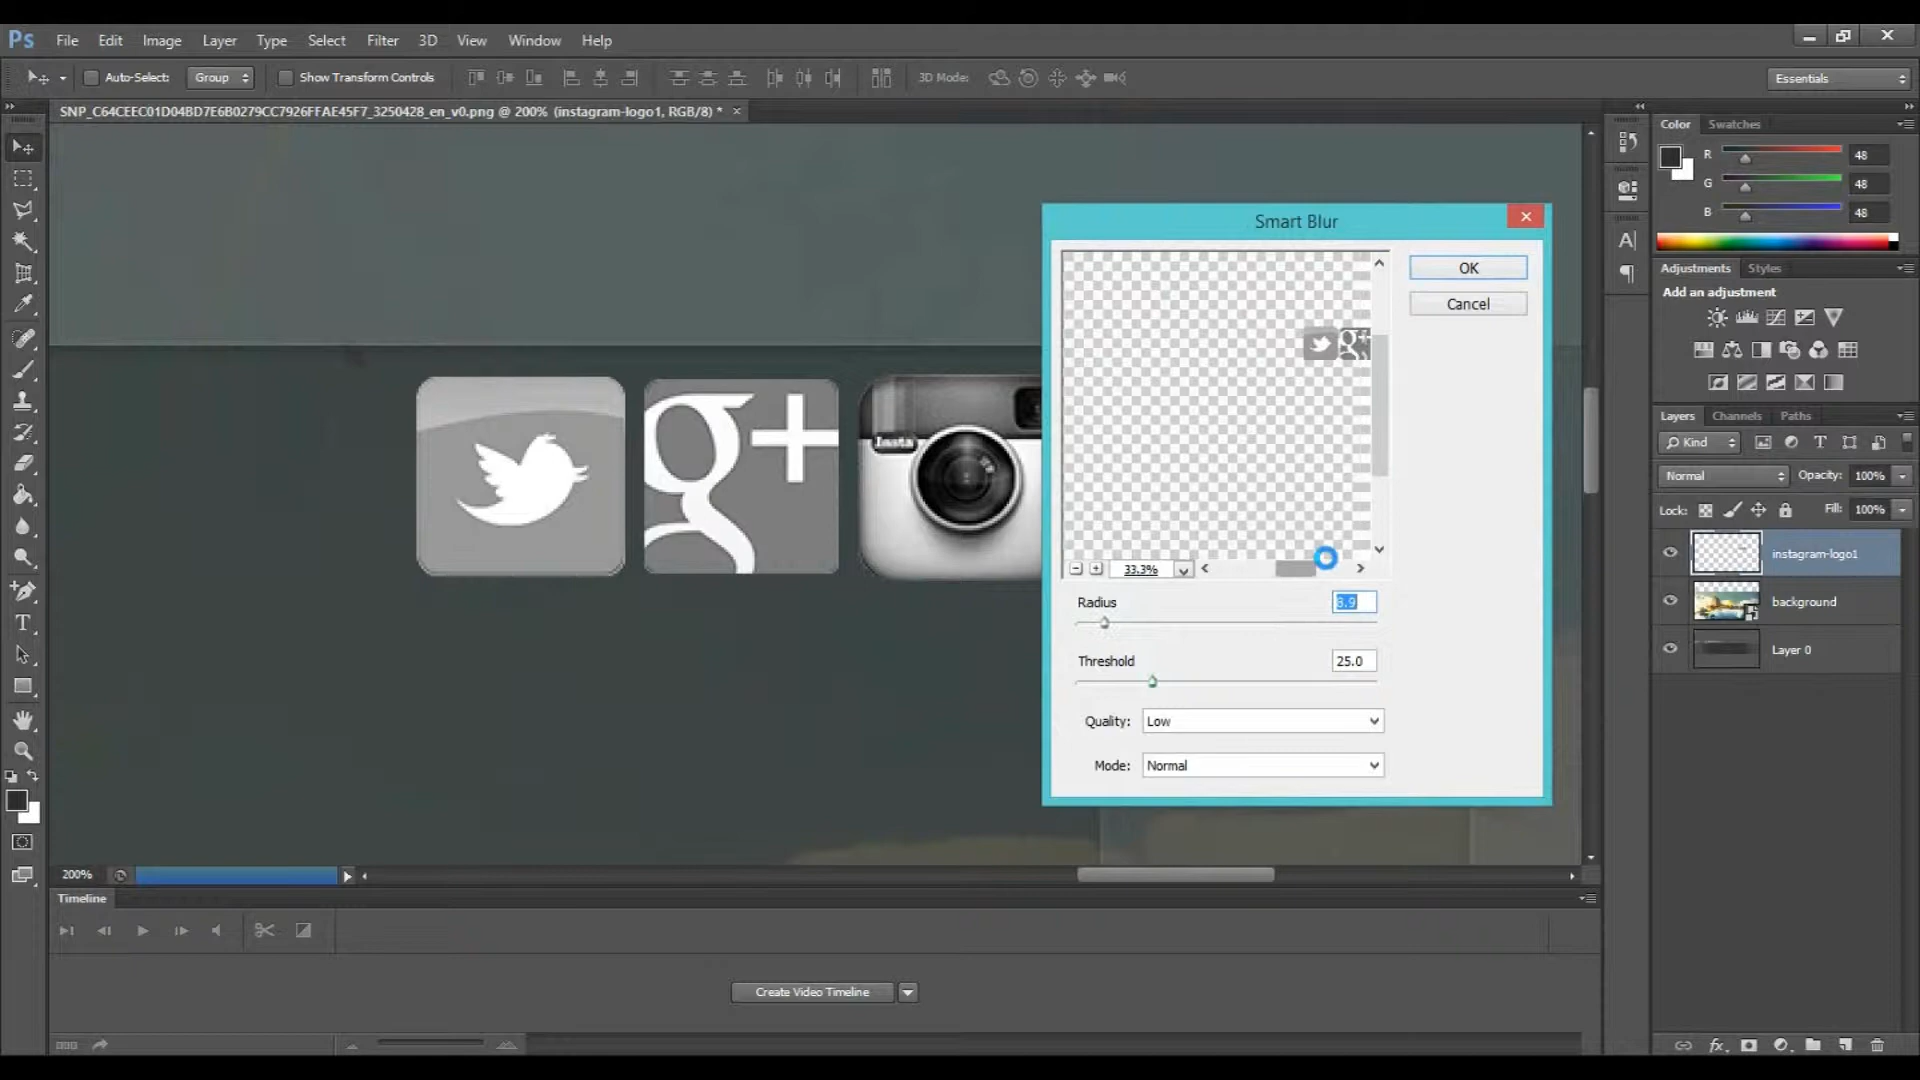 Ps File Edit Image Layer Type Select Filter 3D View Window Help
Auto-Select: Group Show Transform Controls 3D Mode: Essentials
SNP_C64CEEC01D04BD7E6B0279CC7926FFAE45F7_3250428_en_v0.png @ 200% (instagram-logo1, RGB/8) *
Color Swatches
R 48
G 48
B 48
Adjustments Styles
Add an adjustment
Layers Channels Paths
Kind
Normal Opacity: 100%
Lock: Fill: 100%
instagram-logo1
background
Layer 0
g+
Insta
Smart Blur
OK
Cancel
g+
33.3%
Radius 8.9
Threshold 25.0
Quality: Low
Mode: Normal
200%
Timeline
Create Video Timeline